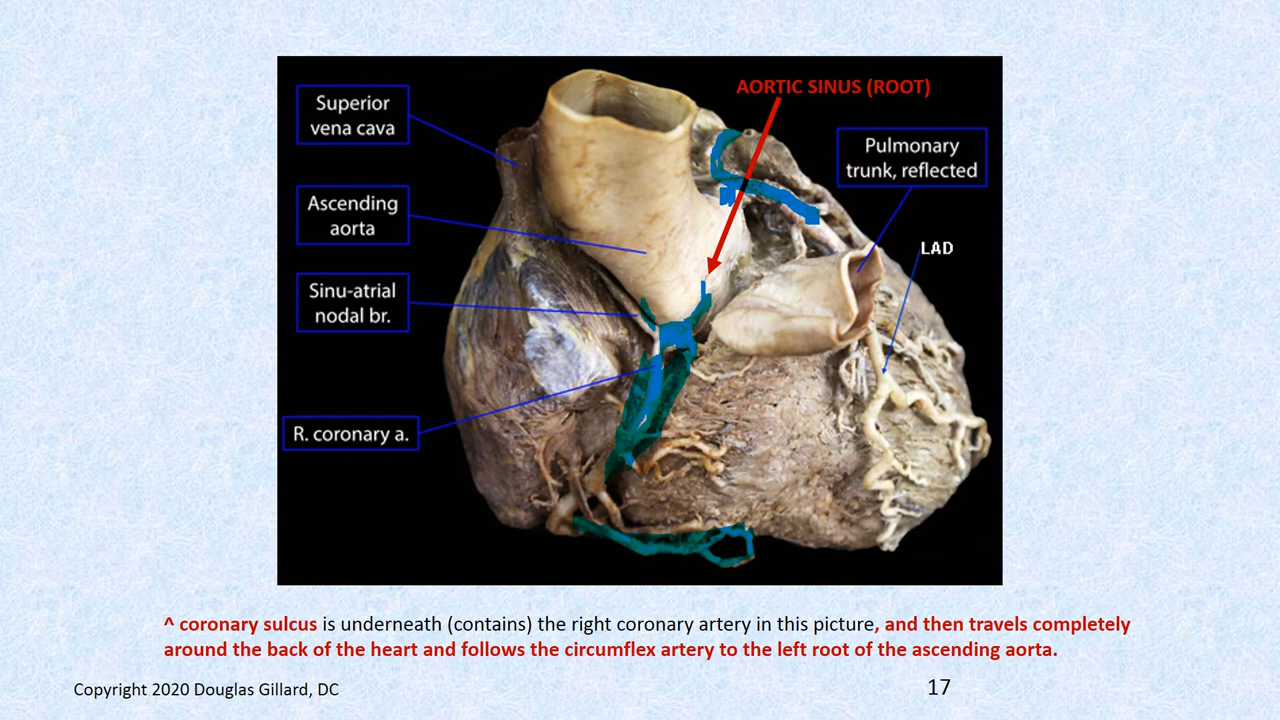 AORTIC SINUS (ROOT)
Superior
vena cava
Pulmonary
trunk, reflected
Ascending
aorta
LAD
Sinu-atrial
nodal br.
R. coronary a.
^ coronary sulcus is underneath (contains) the right coronary artery in this picture, and then travels completely
around the back of the heart and follows the circumflex artery to the left root of the ascending aorta.
Copyright 2020 Douglas Gillard, DC
17